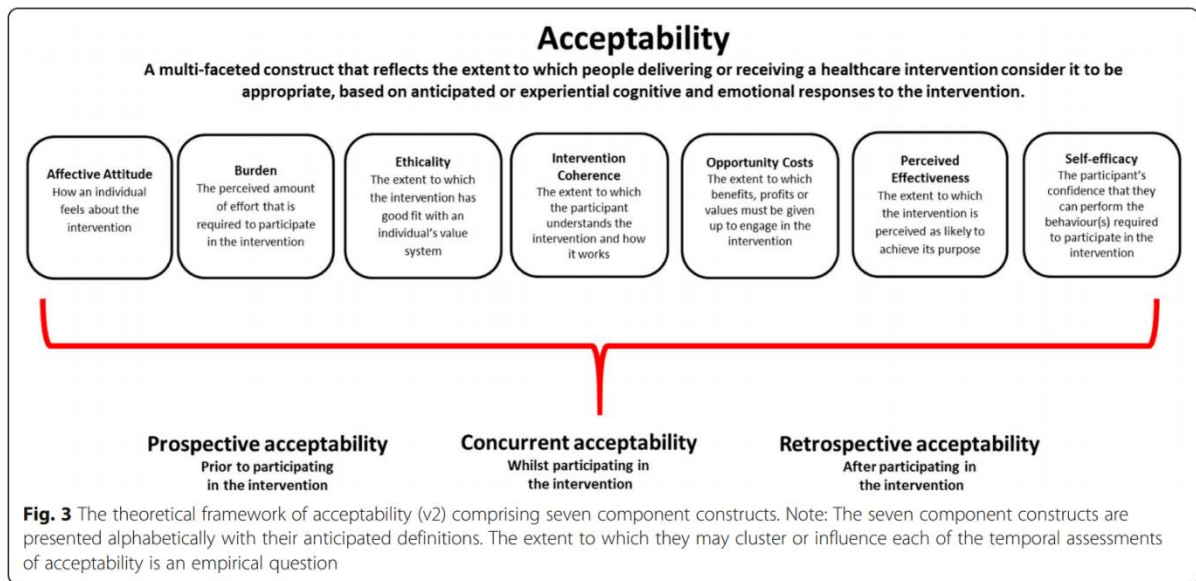 Acceptability
A multi-faceted construct that reflects the extent to which people delivering or receiving a healthcare intervention consider it to be
appropriate, based on anticipated or experiential cognitive and emotional responses to the intervention.
Affective Attitude
How an individual
feels about the
intervention
Burden
The perceived amount
of effort that is
required to participate
in the intervention
Ethicality
The extent to which
the intervention has
good fit with an
individual's value
system
Intervention
Coherence
The extent to which
the participant
understands the
intervention and how
it works
Opportunity Costs
The extent to which
benefits, profits or
values must be given
up to engage in the
intervention
Perceived
Effectiveness
The extent to which
the intervention is
perceived as likely to
achieve its purpose
Self-efficacy
The participant's
confidence that they
can perform the
behaviour(s) required
to participate in the
intervention
Prospective acceptability
Prior to participating
in the intervention
Concurrent acceptability
Whilst participating in
the intervention
Retrospective acceptability
After participating in
the intervention
Fig. 3 The theoretical framework of acceptability (v2) comprising seven component constructs. Note: The seven component constructs are
presented alphabetically with their anticipated definitions. The extent to which they may cluster or influence each of the temporal assessments
of acceptability is an empirical question